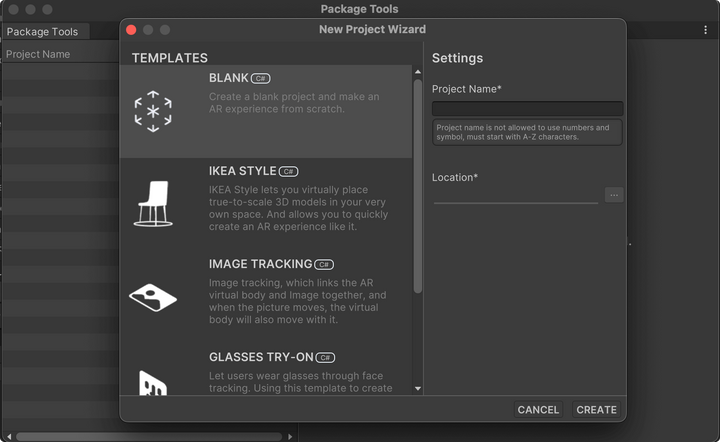 Package Tools
Package Tools
Project Name
New Project Wizard
TEMPLATES
BLANK C#
Create a blank project and make an
AR experience from scratch.
IKEA STYLE C#
IKEA Style lets you virtually place
true-to-scale 3D models in your very
own space. And allows you to quickly
create an AR experience like it.
IMAGE TRACKING C#
Image tracking, which links the AR
virtual body and Image together, and
when the picture moves, the virtual
body will also move with it.
GLASSES TRY-ON C#
Let users wear glasses through face
tracking. Using this template to create
Settings
Project Name*
Project name is not allowed to use numbers and
symbol, must start with A-Z characters.
Location*
...
CANCEL
CREATE